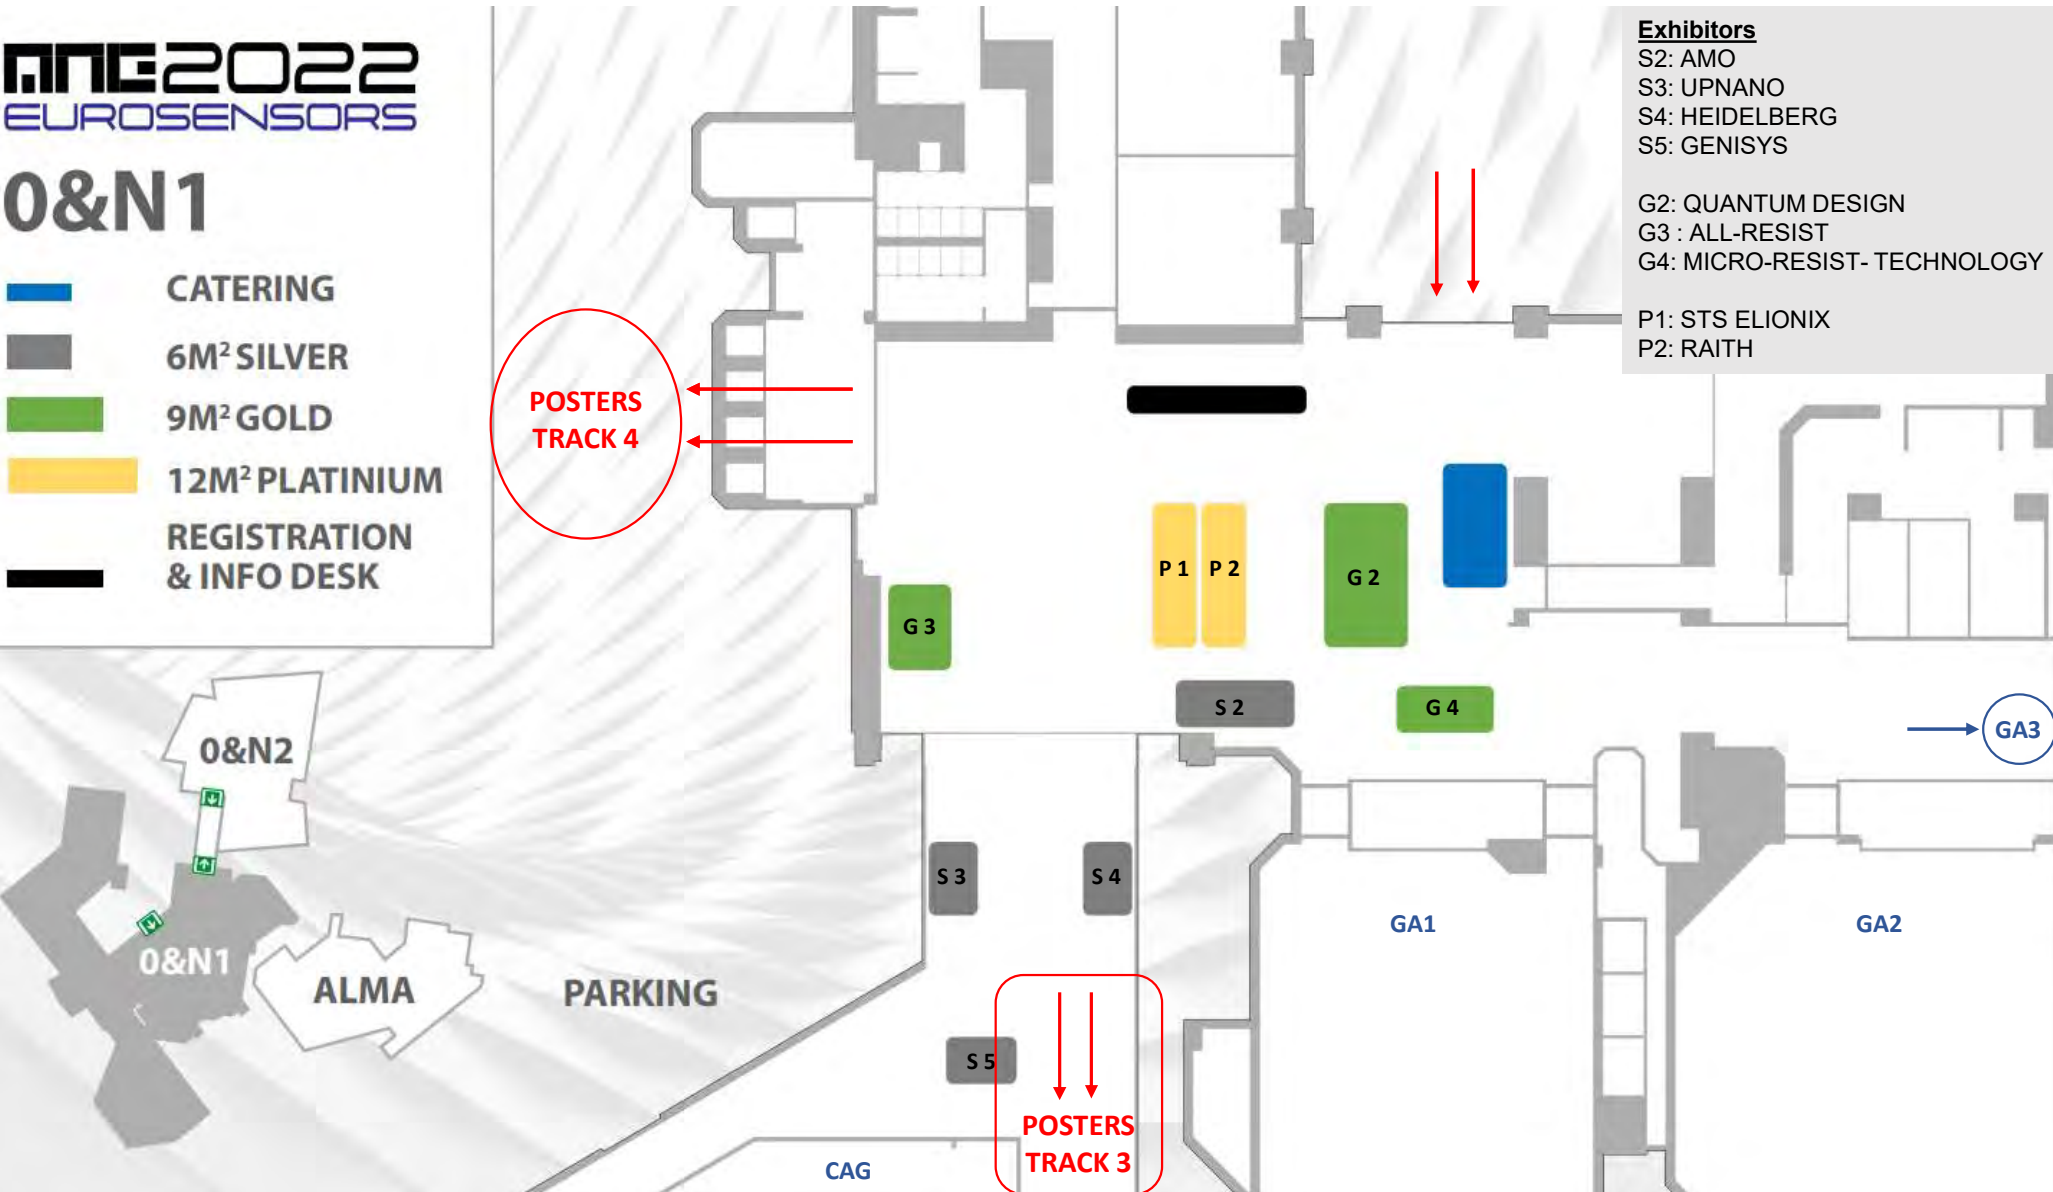 MNE2022
EUROSENSORS
0&N1
CATERING
6M² SILVER
9M² GOLD
12M² PLATINIUM
REGISTRATION
& INFO DESK
Exhibitors
S2: AMO
S3: UPNANO
S4: HEIDELBERG
S5: GENISYS
G2: QUANTUM DESIGN
G3 : ALL-RESIST
G4: MICRO-RESIST- TECHNOLOGY
P1: STS ELIONIX
P2: RAITH
POSTERS
TRACK 4
P 1
P 2
G 2
G 3
S 2
G 4
GA3
0&N2
0&N1
ALMA
PARKING
S 3
S 4
GA1
GA2
S 5
POSTERS
TRACK 3
CAG